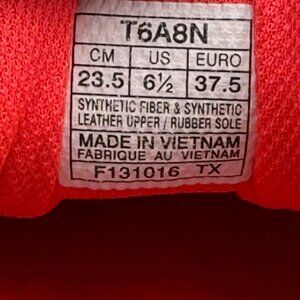 T6A8N
CM US EURO
23.5 6½ 37.5
SYNTHETIC FIBER & SYNTHETIC
LEATHER UPPER / RUBBER SOLE
MADE IN VIETNAM
FABRIQUE AU VIETNAM
F131016 TX